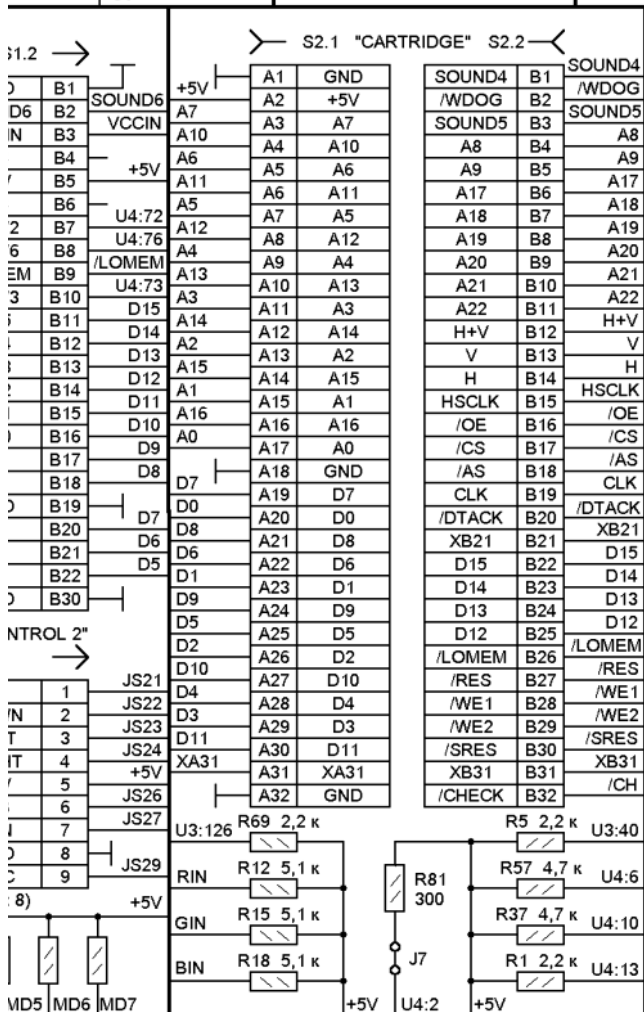 S2.1 "CARTRIDGE" S2.2
A1 GND SOUND4 B1 SOUND4
+5V A2 +5V /WDOG B2 /WDOG
A7 A3 A7 SOUND5 B3 SOUND5
A10 A4 A10 A8 B4 A8
A6 A5 A6 A9 B5 A9
A11 A6 A11 A17 B6 A17
A5 A7 A5 A18 B7 A18
A12 A8 A12 A19 B8 A19
A4 A9 A4 A20 B9 A20
A13 A10 A13 A21 B10 A21
A3 A11 A3 A22 B11 A22
A14 A12 A14 H+V B12 H+V
A2 A13 A2 V B13 V
A15 A14 A15 H B14 H
A1 A15 A1 HSCLK B15 HSCLK
A16 A16 A16 /OE B16 /OE
A0 A17 A0 /CS B17 /CS
A18 GND /AS B18 /AS
D7 A19 D7 CLK B19 CLK
D0 A20 D0 /DTACK B20 /DTACK
D8 A21 D8 XB21 B21 XB21
D6 A22 D6 D15 B22 D15
D1 A23 D1 D14 B23 D14
D9 A24 D9 D13 B24 D13
D5 A25 D5 D12 B25 D12
D2 A26 D2 /LOMEM B26 /LOMEM
D10 A27 D10 /RES B27 /RES
D4 A28 D4 /WE1 B28 /WE1
D3 A29 D3 /WE2 B29 /WE2
D11 A30 D11 /SRES B30 /SRES
XA31 A31 XA31 XB31 B31 XB31
A32 GND /CHECK B32 /CH
S1.2
B1
B2 SOUND6
B3 VCCIN
B4
B5 +5V
B6
B7 U4:72
B8 U4:76
B9 /LOMEM
B10 U4:73
B11 D15
B12 D14
B13 D13
B14 D12
B15 D11
B16 D10
B17 D9
B18 D8
B19
B20 D7
B21 D6
B22 D5
B30
NTROL 2"
1 JS21
2 JS22
3 JS23
4 JS24
5 +5V
6 JS26
7 JS27
8
9 JS29
: 8) +5V
MD5 MD6 MD7
U3:126 R69 2,2 к
RIN R12 5,1 к
GIN R15 5,1 к
BIN R18 5,1 к
+5V
R81
300
J7
U4:2
R5 2,2 к U3:40
R57 4,7 к U4:6
R37 4,7 к U4:10
R1 2,2 к U4:13
+5V